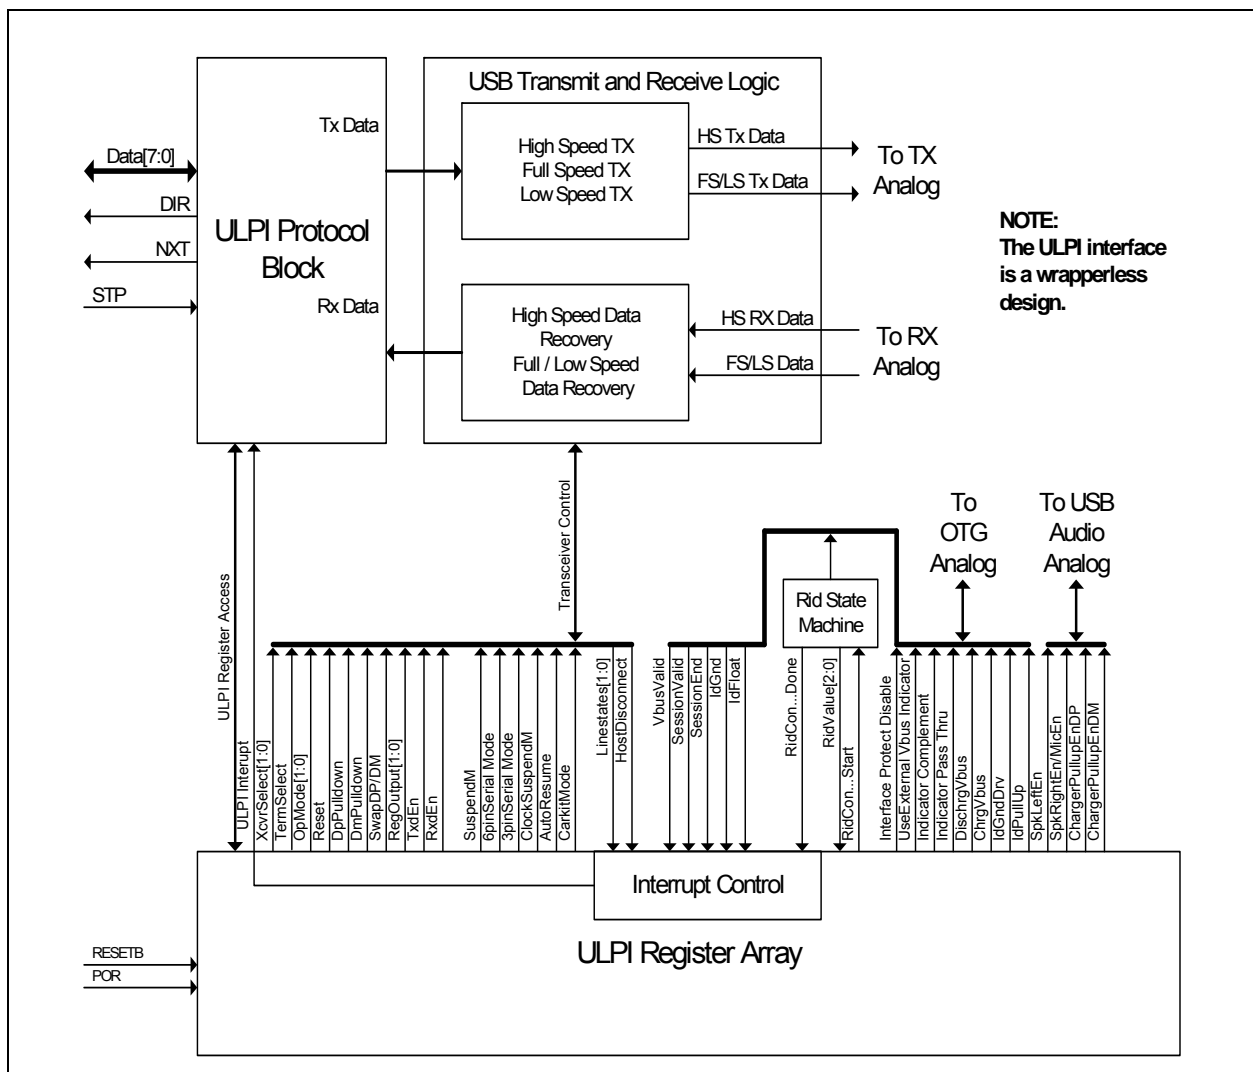 USB Transmit and Receive Logic
Tx Data
High Speed TX
Full Speed TX
Low Speed TX
HS Tx Data
FS/LS Tx Data
To TX
Analog
Data[7:0]
DIR
NXT
STP
ULPI Protocol
Block
Rx Data
High Speed Data
Recovery
Full / Low Speed
Data Recovery
HS RX Data
FS/LS Data
To RX
Analog
NOTE:
The ULPI interface
is a wrapperless
design.
ULPI Register Access
ULPI Interupt
Transceiver Control
To
OTG
Analog
To USB
Audio
Analog
Rid State
Machine
XcvrSelect[1:0]
TermSelect
OpMode[1:0]
Reset
DpPulldown
DmPulldown
SwapDP/DM
RegOutput[1:0]
TxdEn
RxdEn
SuspendM
6pinSerial Mode
3pinSerial Mode
ClockSuspendM
AutoResume
CarkitMode
Linestates[1:0]
HostDisconnect
VbusValid
SessionValid
SessionEnd
IdGnd
IdFloat
RidCon...Done
RidValue[2:0]
RidCon...Start
Interface Protect Disable
UseExternal Vbus Indicator
Indicator Complement
Indicator Pass Thru
DischrgVbus
ChrgVbus
IdGndDrv
IdPullUp
SpkLeftEn
SpkRightEn/MicEn
ChargerPullupEnDP
ChargerPullupEnDM
Interrupt Control
ULPI Register Array
RESETB
POR